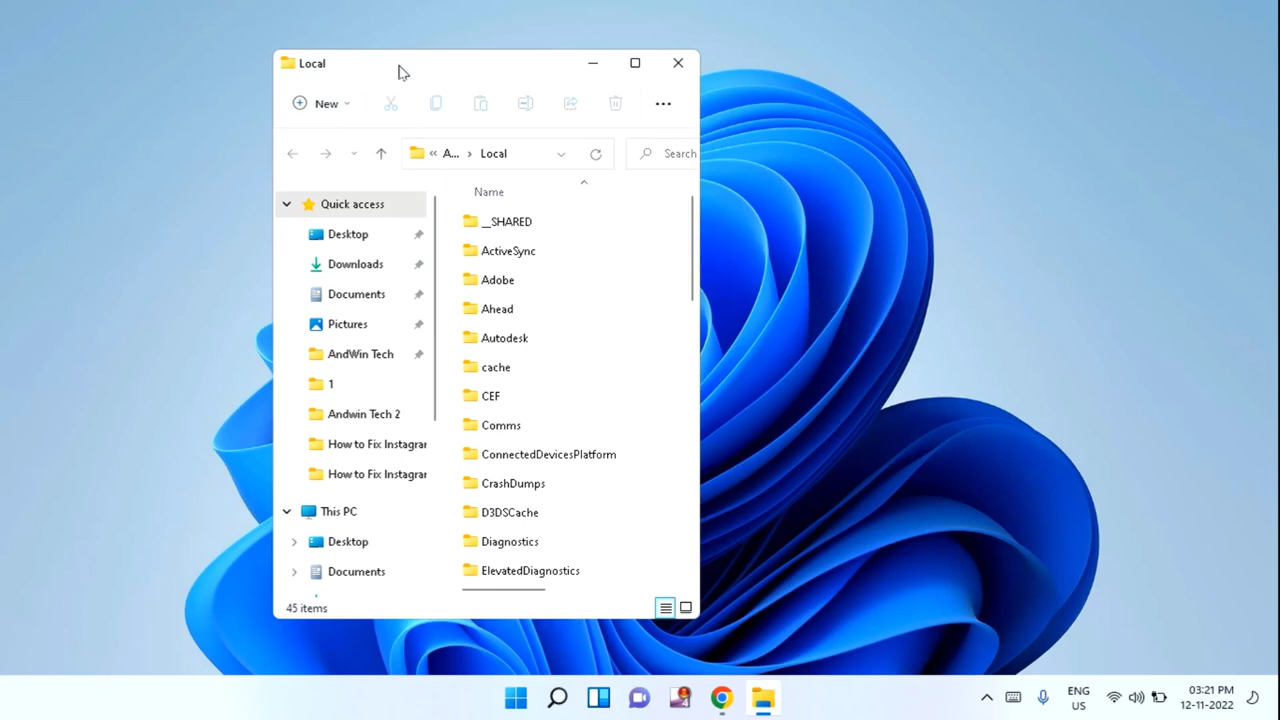 Local
New
A...
Local
Search
Quick access
Desktop
Downloads
Documents
Pictures
AndWin Tech
1
Andwin Tech 2
How to Fix Instagrar
How to Fix Instagrar
This PC
Desktop
Documents
Name
__SHARED
ActiveSync
Adobe
Ahead
Autodesk
cache
CEF
Comms
ConnectedDevicesPlatform
CrashDumps
D3DSCache
Diagnostics
ElevatedDiagnostics
45 items
ENG
US
03:21 PM
12-11-2022